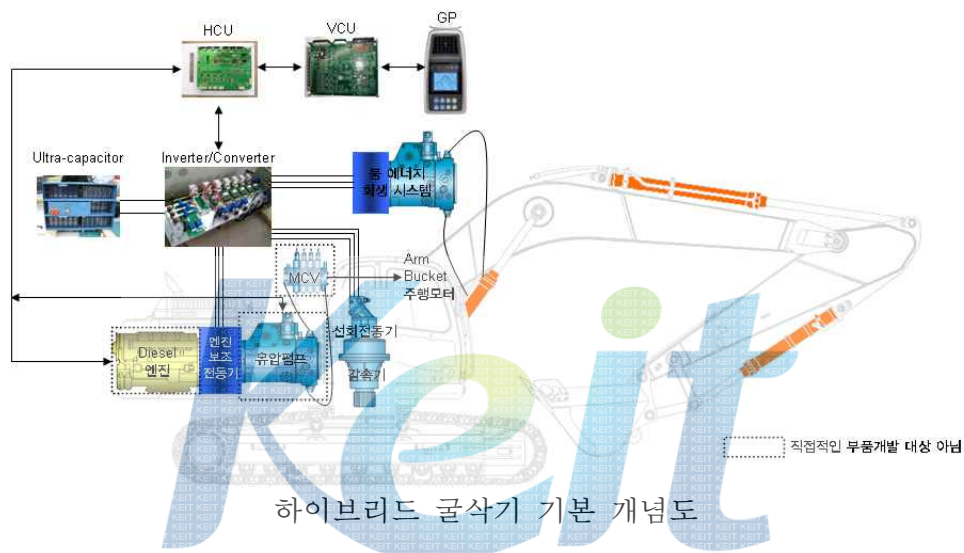 HCU
VCU
GP
Ultra-capacitor
Inverter/Converter
붐 에너지
회생 시스템
MCV
Arm
Bucket
주행모터
Diesel
엔진
엔진
보조
전동기
유압펌프
선회전동기
감속기
직접적인 부품개발 대상 아님
Keit
하이브리드 굴삭기 기본 개념도